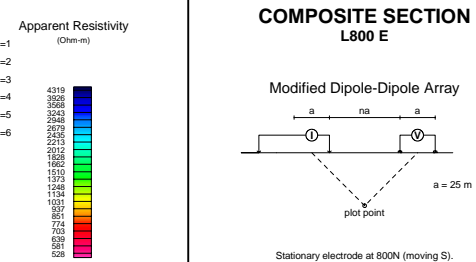 Apparent Resistivity
(Ohm-m)
=1
=2
=3
=4
=5
=6
4319
3926
3568
3243
2948
2679
2435
2213
2012
1828
1662
1510
1373
1248
1134
1031
937
851
774
703
639
581
528
COMPOSITE SECTION
L800 E
Modified Dipole-Dipole Array
a na a
I V
a = 25 m
plot point
Stationary electrode at 800N (moving S).